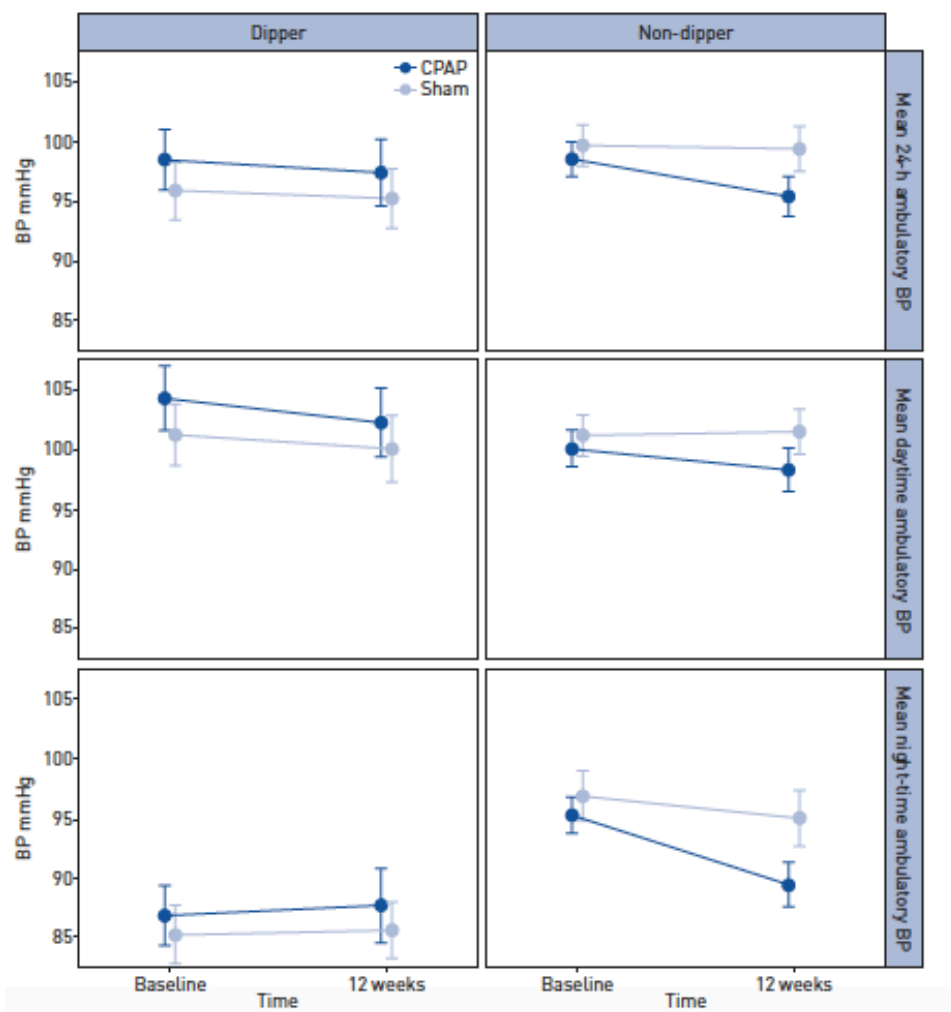 Dipper
Non-dipper
CPAP
Sham
105
100
95
90
85
BP mmHg
Mean 24-h ambulatory BP
105
100
95
90
85
BP mmHg
Mean daytime ambulatory BP
105
100
95
90
85
BP mmHg
Mean night-time ambulatory BP
Baseline
12 weeks
Baseline
12 weeks
Time
Time